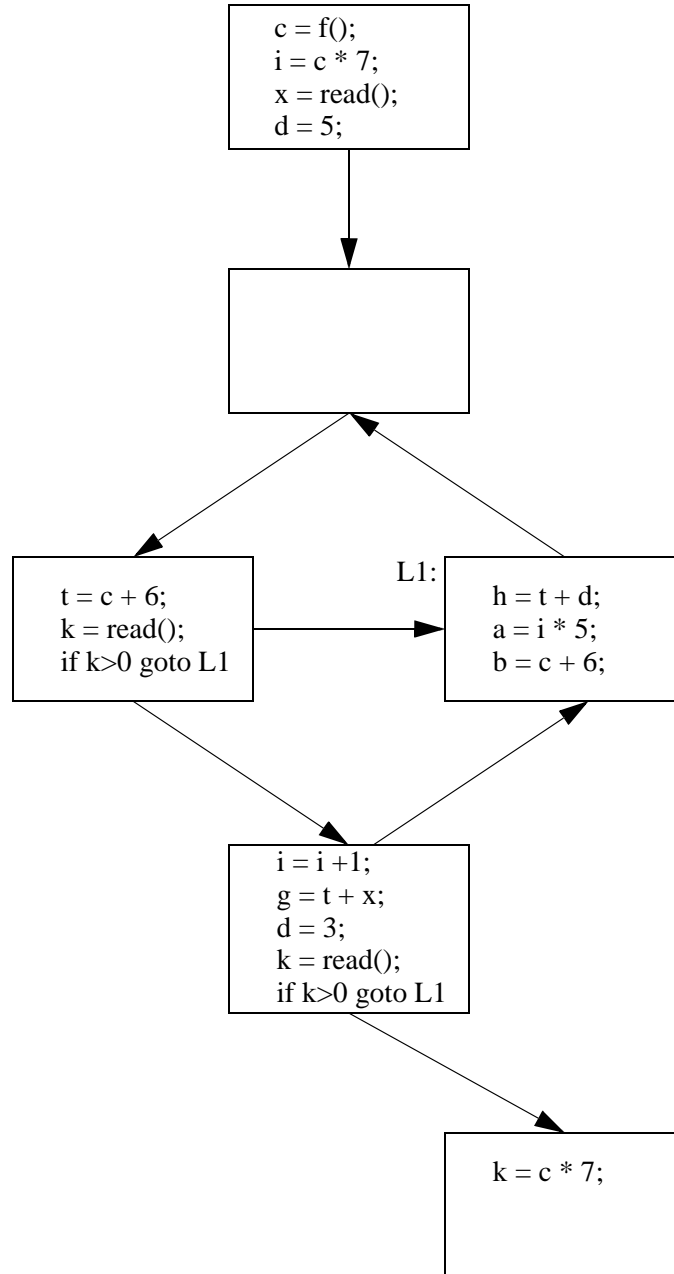 c = f();
i = c * 7;
x = read();
d = 5;
t = c + 6;
k = read();
if k>0 goto L1
L1:
h = t + d;
a = i * 5;
b = c + 6;
i = i +1;
g = t + x;
d = 3;
k = read();
if k>0 goto L1
k = c * 7;